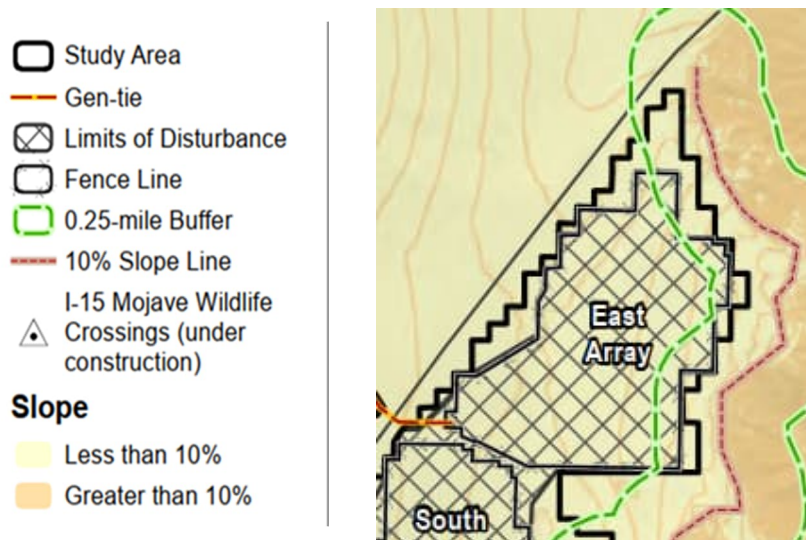 Study Area
Gen-tie
Limits of Disturbance
Fence Line
0.25-mile Buffer
10% Slope Line
I-15 Mojave Wildlife
Crossings (under
construction)
Slope
Less than 10%
Greater than 10%
East
Array
South